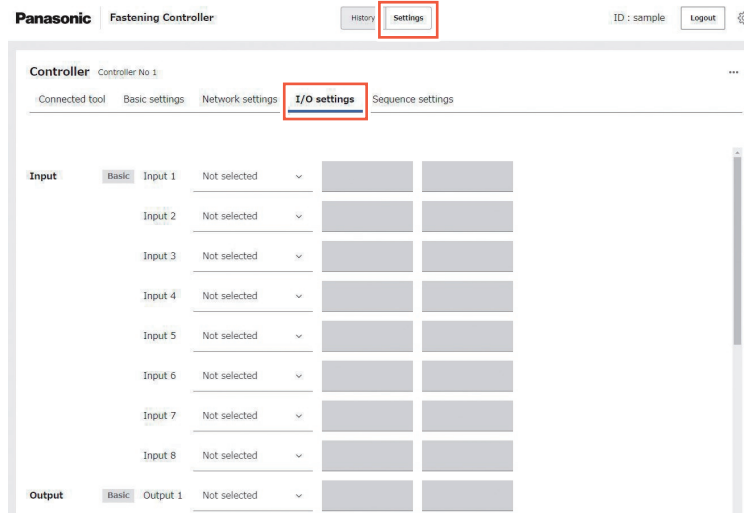 Panasonic Fastening Controller History Settings ID : sample Logout
Controller Controller No 1
Connected tool Basic settings Network settings I/O settings Sequence settings
Input Basic Input 1 Not selected
Input 2 Not selected
Input 3 Not selected
Input 4 Not selected
Input 5 Not selected
Input 6 Not selected
Input 7 Not selected
Input 8 Not selected
Output Basic Output 1 Not selected